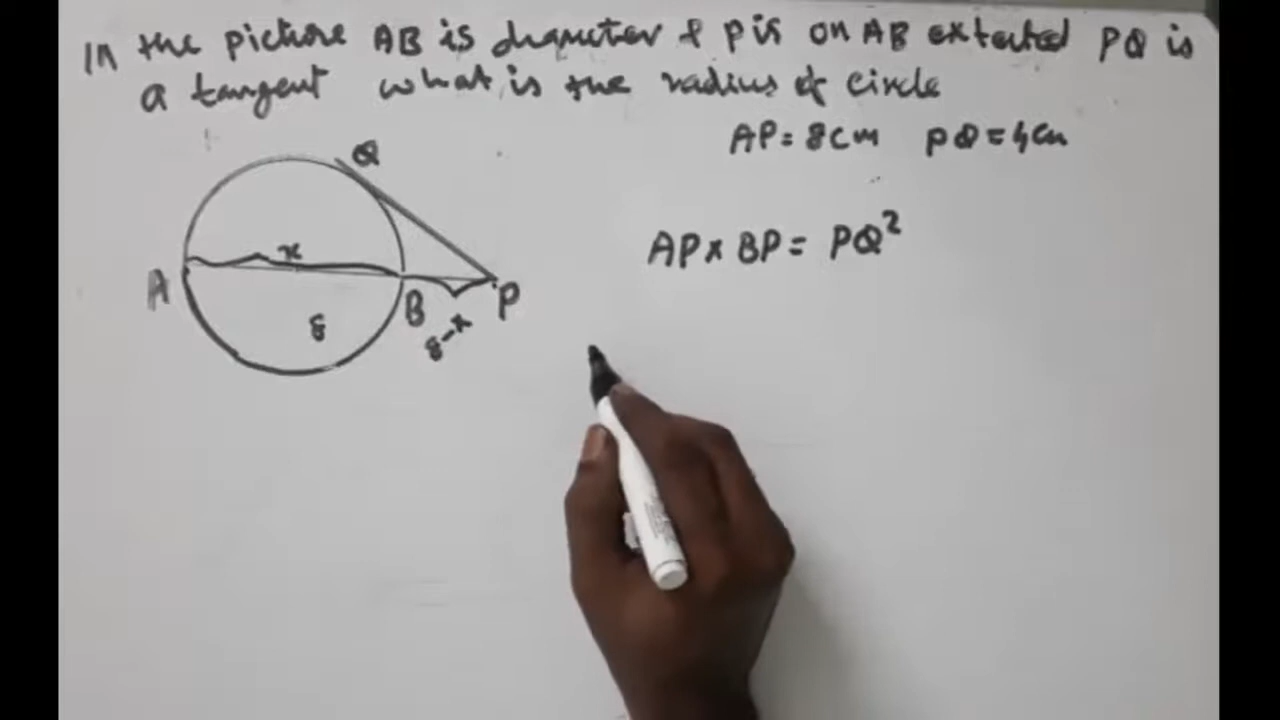 In the picture AB is diameter & P is on AB extented PQ is
a tangent what is the radius of circle
AP = 8cm PQ = 4cm
Q
x
A
B
P
8
8-x
AP x BP = PQ²